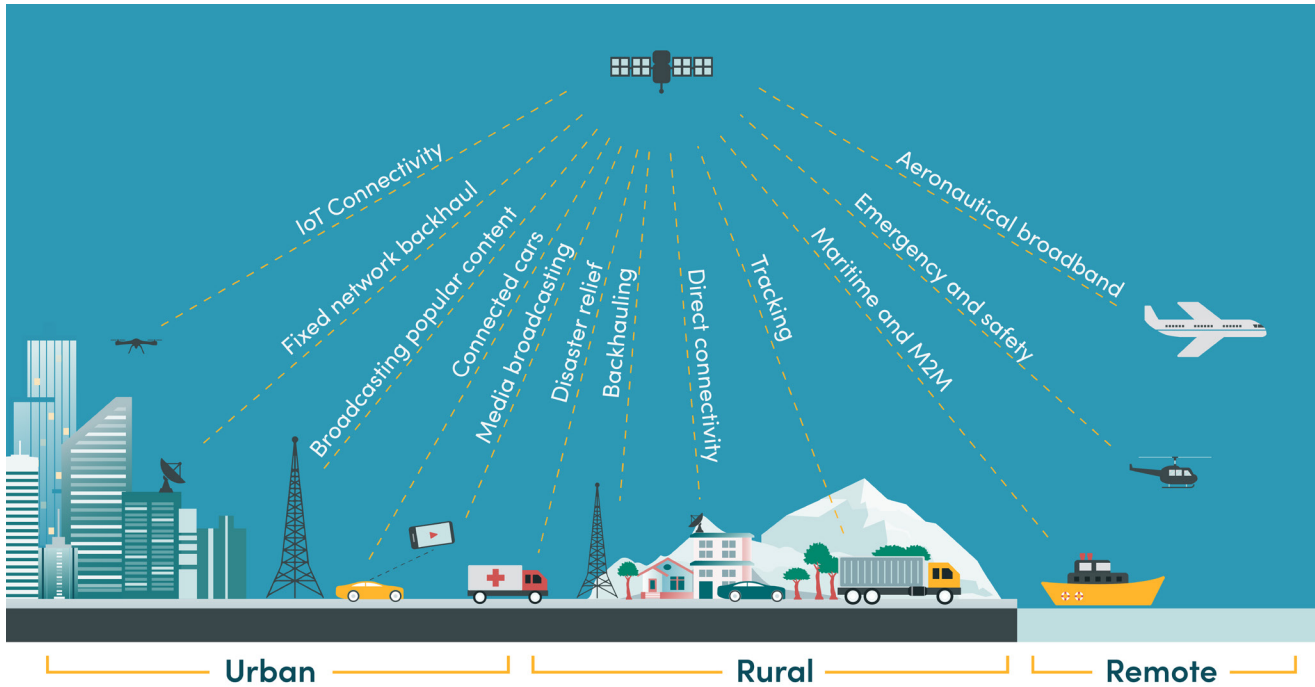 IoT Connectivity
Fixed network backhaul
Broadcasting popular content
Connected cars
Media broadcasting
Disaster relief
Backhauling
Direct connectivity
Tracking
Maritime and M2M
Emergency and safety
Aeronautical broadband
Urban
Rural
Remote